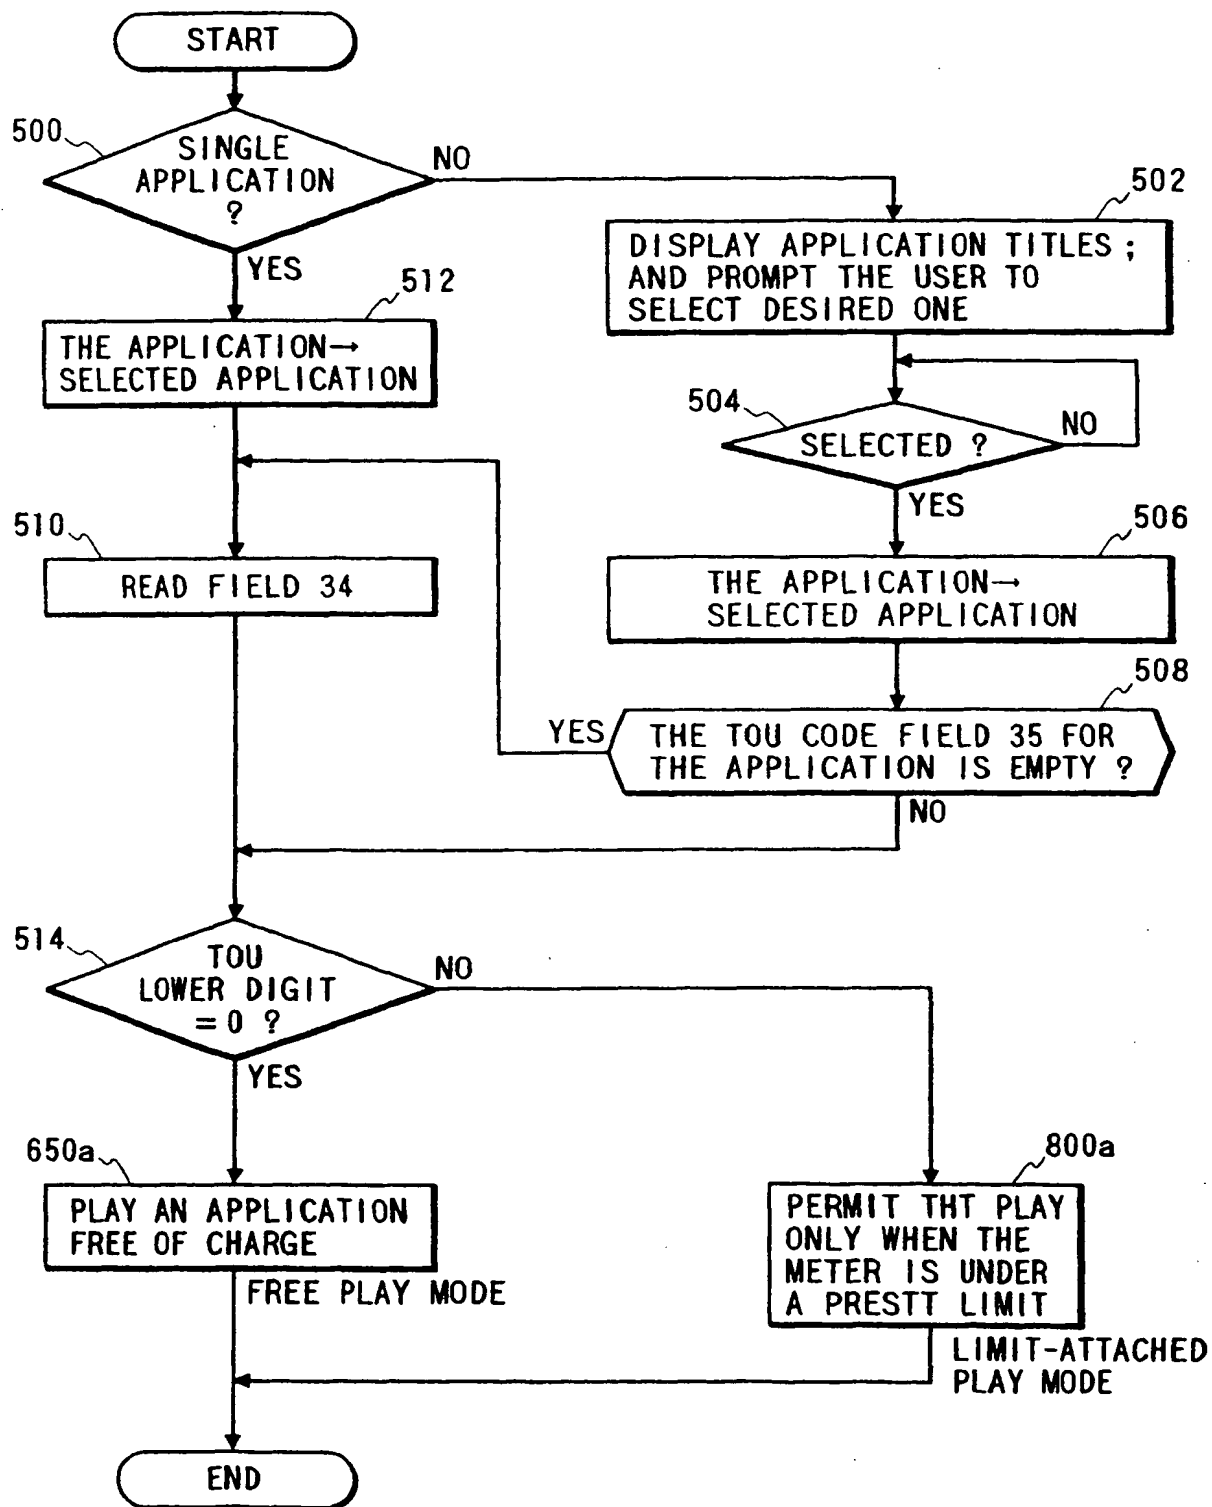 START
500
SINGLE
APPLICATION
?
NO
YES
502
DISPLAY APPLICATION TITLES ;
AND PROMPT THE USER TO
SELECT DESIRED ONE
512
THE APPLICATION→
SELECTED APPLICATION
504
SELECTED ?
NO
YES
510
READ FIELD 34
506
THE APPLICATION→
SELECTED APPLICATION
508
YES
THE TOU CODE FIELD 35 FOR
THE APPLICATION IS EMPTY ?
NO
514
TOU
LOWER DIGIT
=0 ?
NO
YES
650a
PLAY AN APPLICATION
FREE OF CHARGE
FREE PLAY MODE
800a
PERMIT THT PLAY
ONLY WHEN THE
METER IS UNDER
A PRESTT LIMIT
LIMIT-ATTACHED
PLAY MODE
END